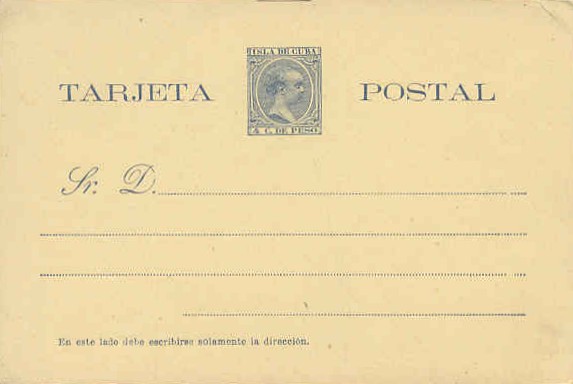 ISLA DE CUBA
TARJETA POSTAL
4 C. DE PESO
Sr. D.
En este lado debe escribirse solamente la dirección.